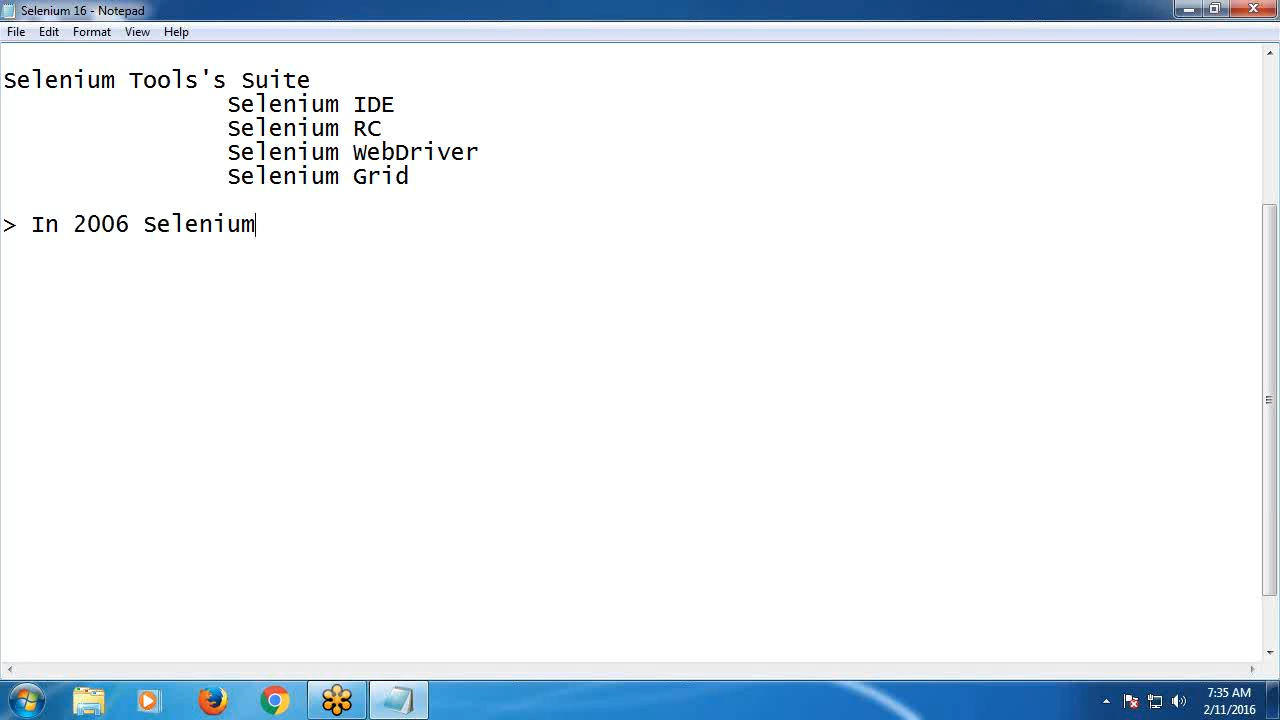 Selenium 16 - Notepad
File Edit Format View Help
Selenium Tools's Suite
Selenium IDE
Selenium RC
Selenium WebDriver
Selenium Grid
> In 2006 Selenium
7:35 AM
2/11/2016